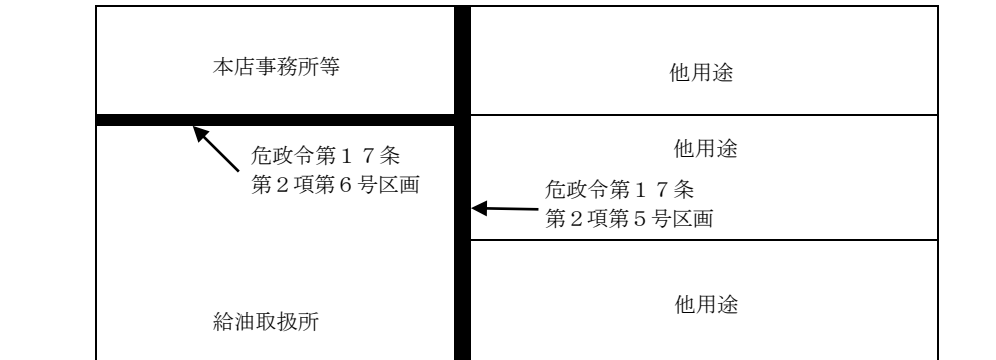 本店事務所等
他用途
危政令第１７条
第２項第６号区画
他用途
危政令第１７条
第２項第５号区画
給油取扱所
他用途